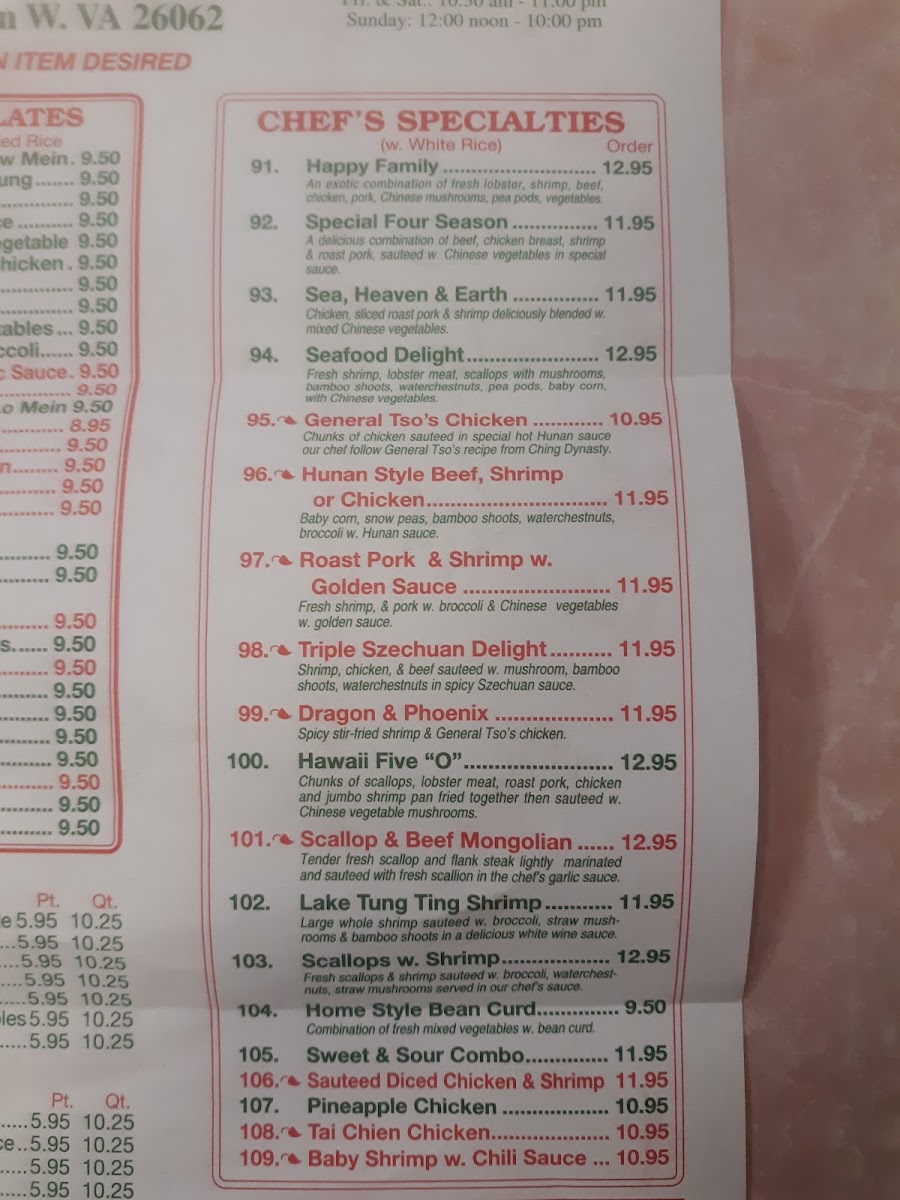 n W. VA 26062
Fri. & Sat.: 10:30 am - 11:00 pm
Sunday: 12:00 noon - 10:00 pm
N ITEM DESIRED
LATES
ed Rice
w Mein. 9.50
ung ....... 9.50
.................. 9.50
e .......... 9.50
getable 9.50
hicken . 9.50
.................. 9.50
.................. 9.50
tables ... 9.50
ccoli...... 9.50
c Sauce. 9.50
.................. 9.50
o Mein 9.50
.................. 8.95
.................. 9.50
n......... 9.50
.................. 9.50
.................. 9.50
.......... 9.50
.......... 9.50
.......... 9.50
s...... 9.50
.......... 9.50
.......... 9.50
.......... 9.50
.......... 9.50
.......... 9.50
.......... 9.50
.......... 9.50
.......... 9.50
Pt. Qt.
e 5.95 10.25
...5.95 10.25
....5.95 10.25
.....5.95 10.25
.....5.95 10.25
les 5.95 10.25
.....5.95 10.25
Pt. Qt.
.....5.95 10.25
ce..5.95 10.25
.....5.95 10.25
.....5.95 10.25
CHEF'S SPECIALTIES
(w. White Rice) Order
91. Happy Family ............................ 12.95
An exotic combination of fresh lobster, shrimp, beef,
chicken, pork, Chinese mushrooms, pea pods, vegetables.
92. Special Four Season ............... 11.95
A delicious combination of beef, chicken breast, shrimp
& roast pork, sauteed w. Chinese vegetables in special
sauce.
93. Sea, Heaven & Earth ............... 11.95
Chicken, sliced roast pork & shrimp deliciously blended w.
mixed Chinese vegetables.
94. Seafood Delight........................ 12.95
Fresh shrimp, lobster meat, scallops with mushrooms,
bamboo shoots, waterchestnuts, pea pods, baby corn,
with Chinese vegetables.
95. General Tso's Chicken ............ 10.95
Chunks of chicken sauteed in special hot Hunan sauce
our chef follow General Tso's recipe from Ching Dynasty.
96. Hunan Style Beef, Shrimp
or Chicken................................ 11.95
Baby corn, snow peas, bamboo shoots, waterchestnuts,
broccoli w. Hunan sauce.
97. Roast Pork & Shrimp w.
Golden Sauce .......................... 11.95
Fresh shrimp, & pork w. broccoli & Chinese vegetables
w. golden sauce.
98. Triple Szechuan Delight.......... 11.95
Shrimp, chicken, & beef sauteed w. mushroom, bamboo
shoots, waterchestnuts in spicy Szechuan sauce.
99. Dragon & Phoenix ................... 11.95
Spicy stir-fried shrimp & General Tso's chicken.
100. Hawaii Five “O”........................ 12.95
Chunks of scallops, lobster meat, roast pork, chicken
and jumbo shrimp pan fried together then sauteed w.
Chinese vegetable mushrooms.
101. Scallop & Beef Mongolian ...... 12.95
Tender fresh scallop and flank steak lightly marinated
and sauteed with fresh scallion in the chef's garlic sauce.
102. Lake Tung Ting Shrimp........... 11.95
Large whole shrimp sauteed w. broccoli, straw mush-
rooms & bamboo shoots in a delicious white wine sauce.
103. Scallops w. Shrimp.................. 12.95
Fresh scallops & shrimp sauteed w. broccoli, waterchest-
nuts, straw mushrooms served in our chef's sauce.
104. Home Style Bean Curd.............. 9.50
Combination of fresh mixed vegetables w. bean curd.
105. Sweet & Sour Combo.............. 11.95
106. Sauteed Diced Chicken & Shrimp 11.95
107. Pineapple Chicken .................. 10.95
108. Tai Chien Chicken.................... 10.95
109. Baby Shrimp w. Chili Sauce ... 10.95